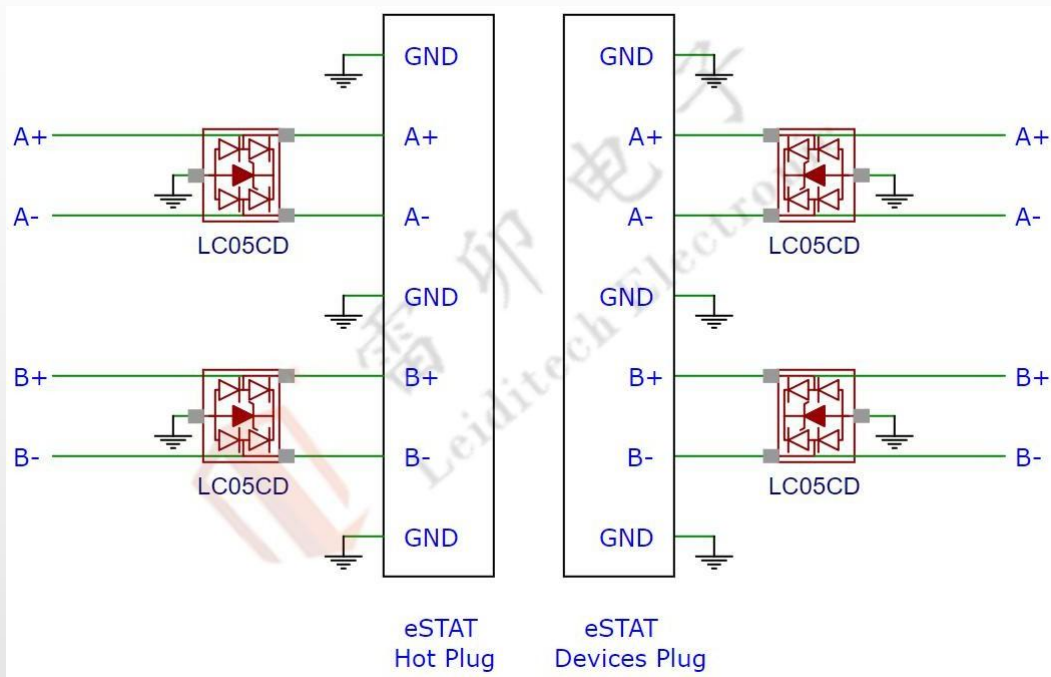 GND
GND
A+
A+
A+
A+
A-
A-
A-
A-
LC05CD
LC05CD
GND
GND
B+
B+
B+
B+
B-
B-
B-
B-
LC05CD
LC05CD
GND
GND
eSTAT
Hot Plug
eSTAT
Devices Plug
雷卯电子
Leiditech Electronic